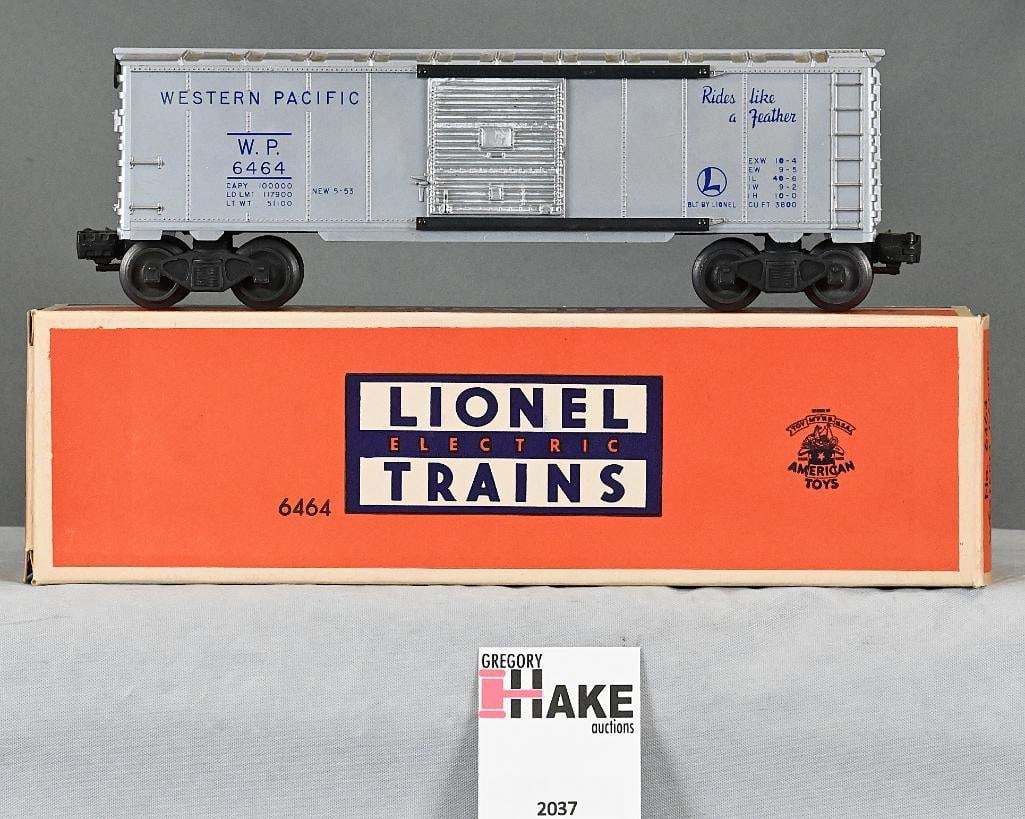 WESTERN PACIFIC
W. P.
6464
CAPY 100000
LD LMT 117900
LT WT 51100
NEW 5-53
Rides like
a Feather
EXW 10-4
EW 9-5
IL 40-6
IW 9-2
IH 10-0
CU FT 3800
L
BLT BY LIONEL
LIONEL
ELECTRIC
TRAINS
6464
TOY MFRS U.S.A.
AMERICAN
TOYS
GREGORY
HAKE
auctions
2037